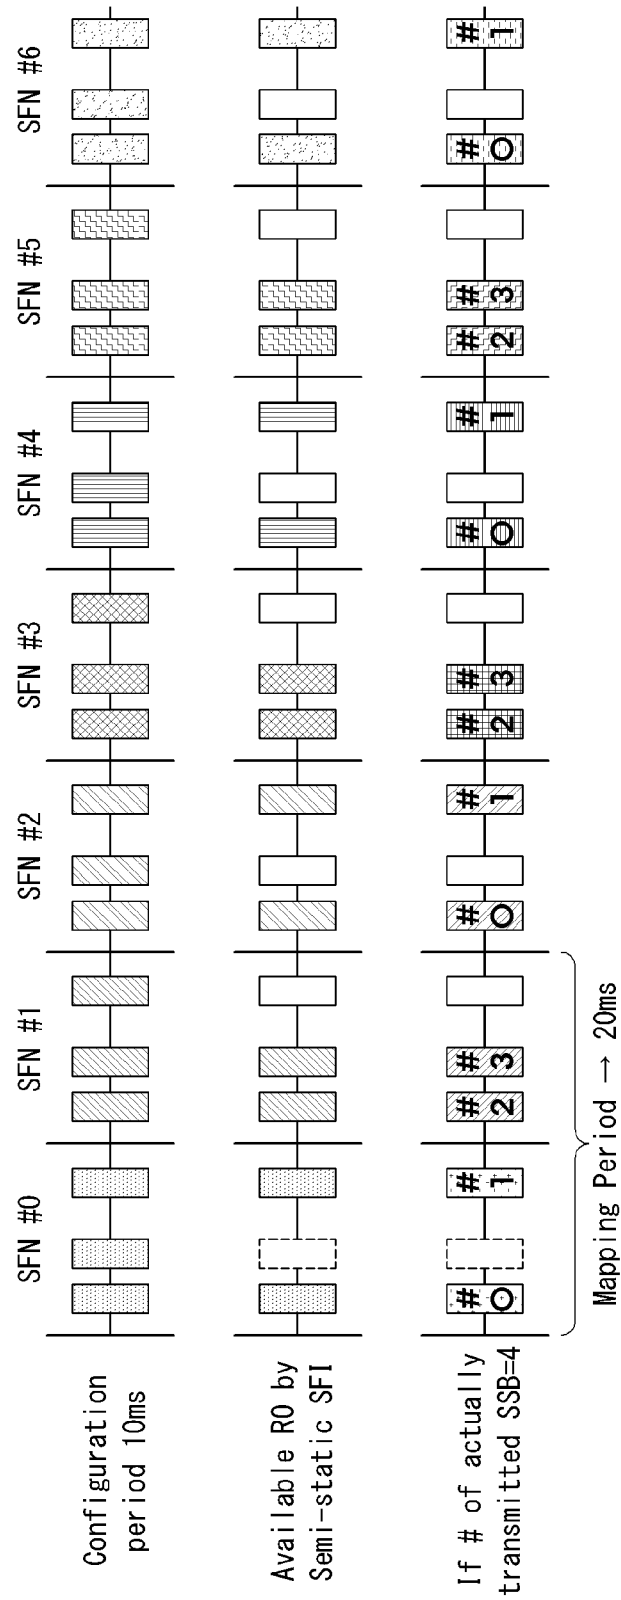 SFN #0 SFN #1 SFN #2 SFN #3 SFN #4 SFN #5 SFN #6
Configuration
period 10ms
Available RO by
Semi-static SFI
If # of actually
transmitted SSB=4
# # # # # # # # # # # # # #
0 1 2 3 0 1 2 3 0 1 2 3 0 1
Mapping Period → 20ms